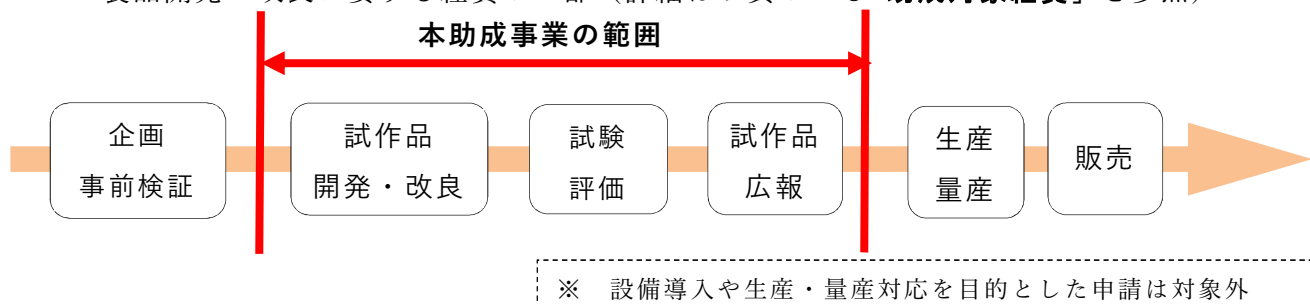 本助成事業の範囲
企画
事前検証
試作品
開発・改良
試験
評価
試作品
広報
生産
量産
販売
※　設備導入や生産・量産対応を目的とした申請は対象外